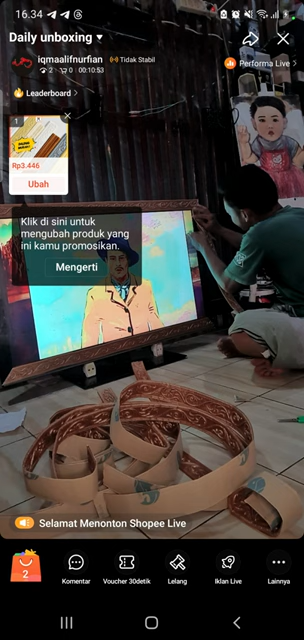 16.34
Daily unboxing
Performa Live >
iqmaalifnurfian
Tidak Stabil
2 • 0 00:10:53
Leaderboard >
1
Rp3.446
Ubah
Klik di sini untuk
mengubah produk yang
ini kamu promosikan.
Mengerti
Selamat Menonton Shopee Live
2
Komentar
Voucher 30detik
Lelang
Iklan Live
Lainnya